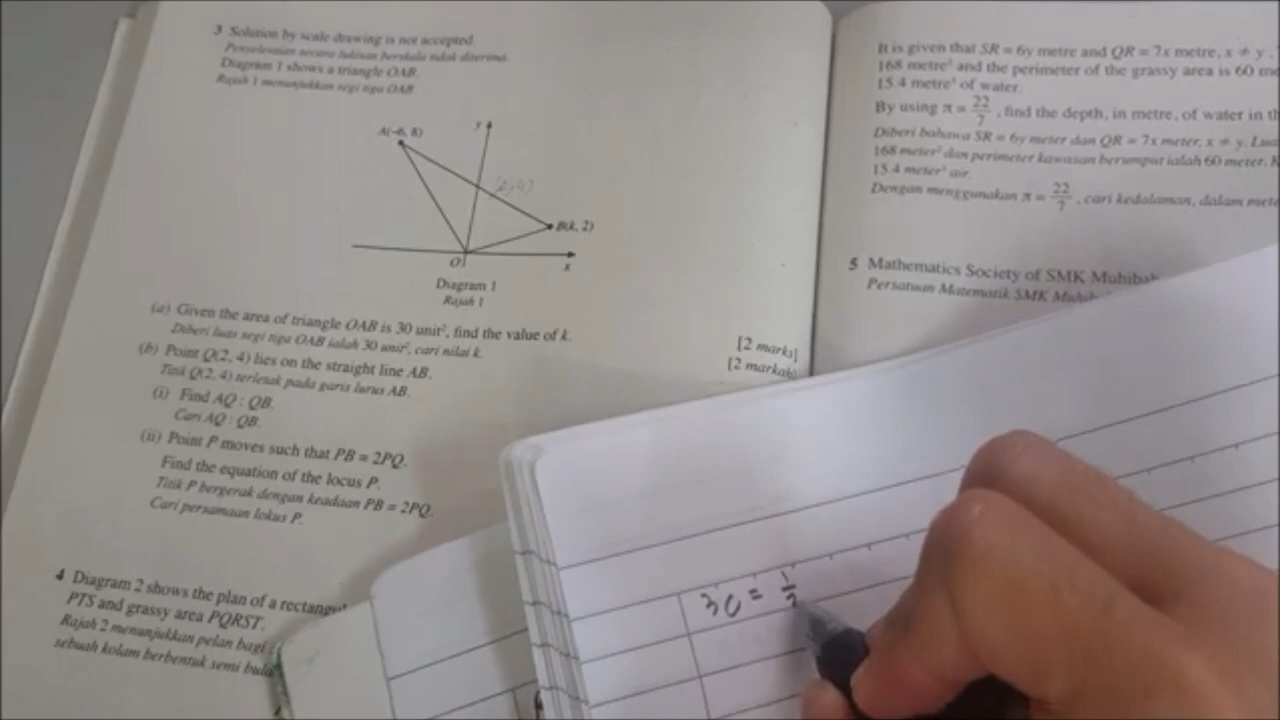 3 Solution by scale drawing is not accepted.
Penyelesaian secara lukisan berskala tidak diterima.
Diagram 1 shows a triangle OAB.
Rajah 1 menunjukkan segi tiga OAB.
A(-6, 8)
y
(2,4)
B(k, 2)
O
x
Diagram 1
Rajah 1
(a) Given the area of triangle OAB is 30 unit², find the value of k.
Diberi luas segi tiga OAB ialah 30 unit², cari nilai k.
[2 marks]
[2 markah]
(b) Point Q(2, 4) lies on the straight line AB.
Titik Q(2, 4) terletak pada garis lurus AB.
(i) Find AQ : QB.
Cari AQ : QB.
(ii) Point P moves such that PB = 2PQ.
Find the equation of the locus P.
Titik P bergerak dengan keadaan PB = 2PQ.
Cari persamaan lokus P.
4 Diagram 2 shows the plan of a
PTS and grassy area PQRST.
Rajah 2 menunjukkan pelan bagi
sebuah kolam berbentuk semi
It is given that SR = 6y metre and QR = 7x metre, x ≠ y.
168 metre² and the perimeter of the grassy area is 60
15.4 metre³ of water.
By using π = 22/7, find the depth, in metre, of water in
Diberi bahawa SR = 6y meter dan QR = 7x meter, x ≠ y.
168 meter² dan perimeter kawasan berumput ialah 60 meter.
15.4 meter³ air.
Dengan menggunakan π = 22/7, cari kedalaman, dalam
5 Mathematics Society of SMK
Persatuan Matematik SMK
30 = 1/2